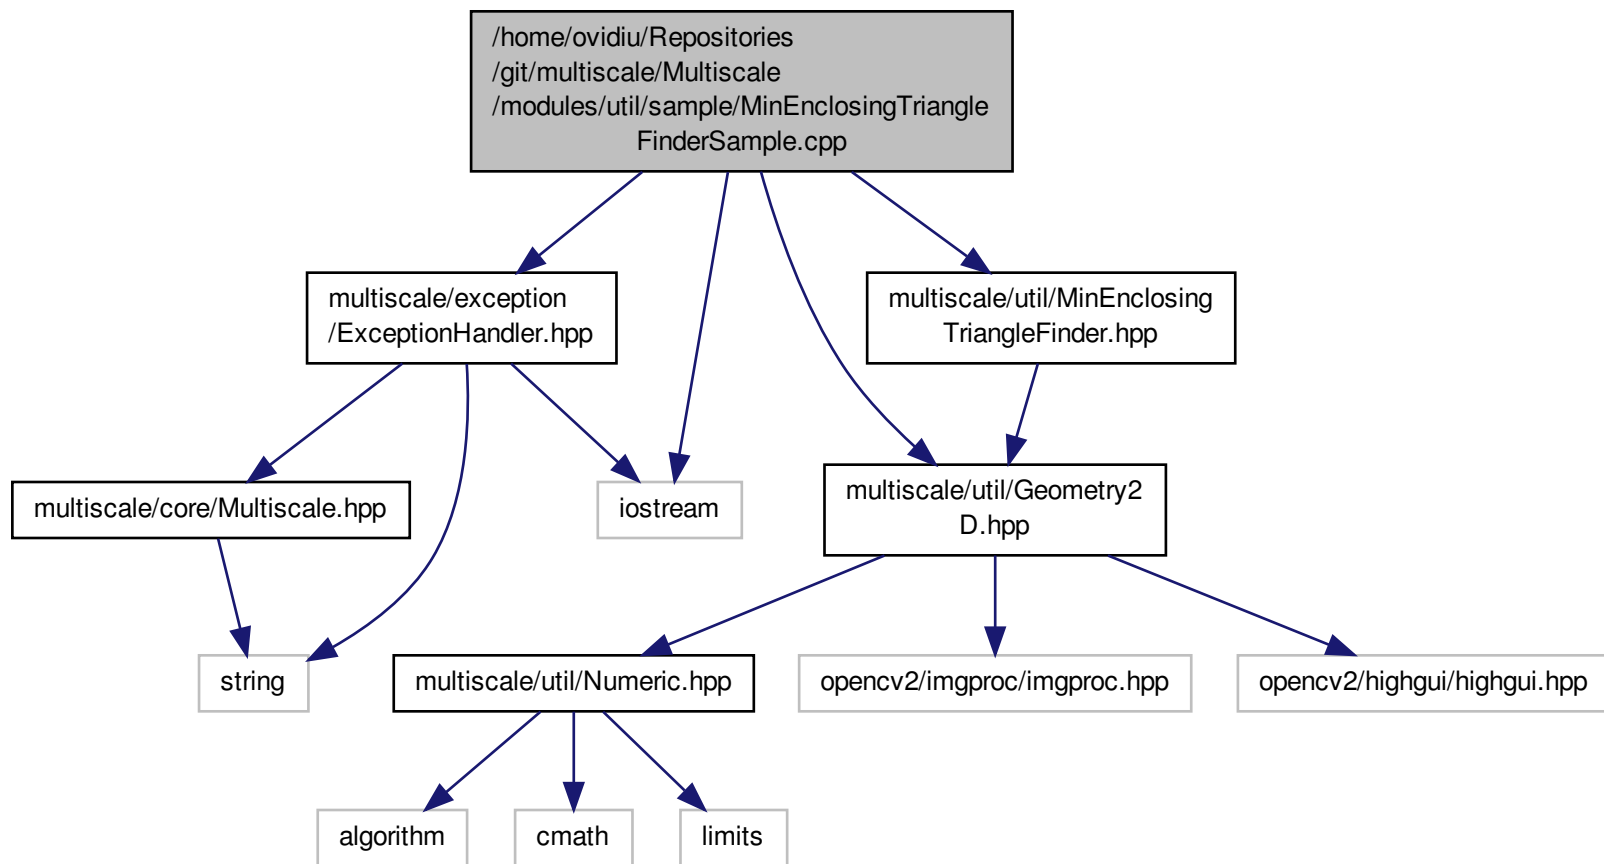 /home/ovidiu/Repositories
/git/multiscale/Multiscale
/modules/util/sample/MinEnclosingTriangle
FinderSample.cpp
multiscale/exception
/ExceptionHandler.hpp
multiscale/util/MinEnclosing
TriangleFinder.hpp
multiscale/core/Multiscale.hpp
iostream
multiscale/util/Geometry2
D.hpp
string
multiscale/util/Numeric.hpp
opencv2/imgproc/imgproc.hpp
opencv2/highgui/highgui.hpp
algorithm
cmath
limits